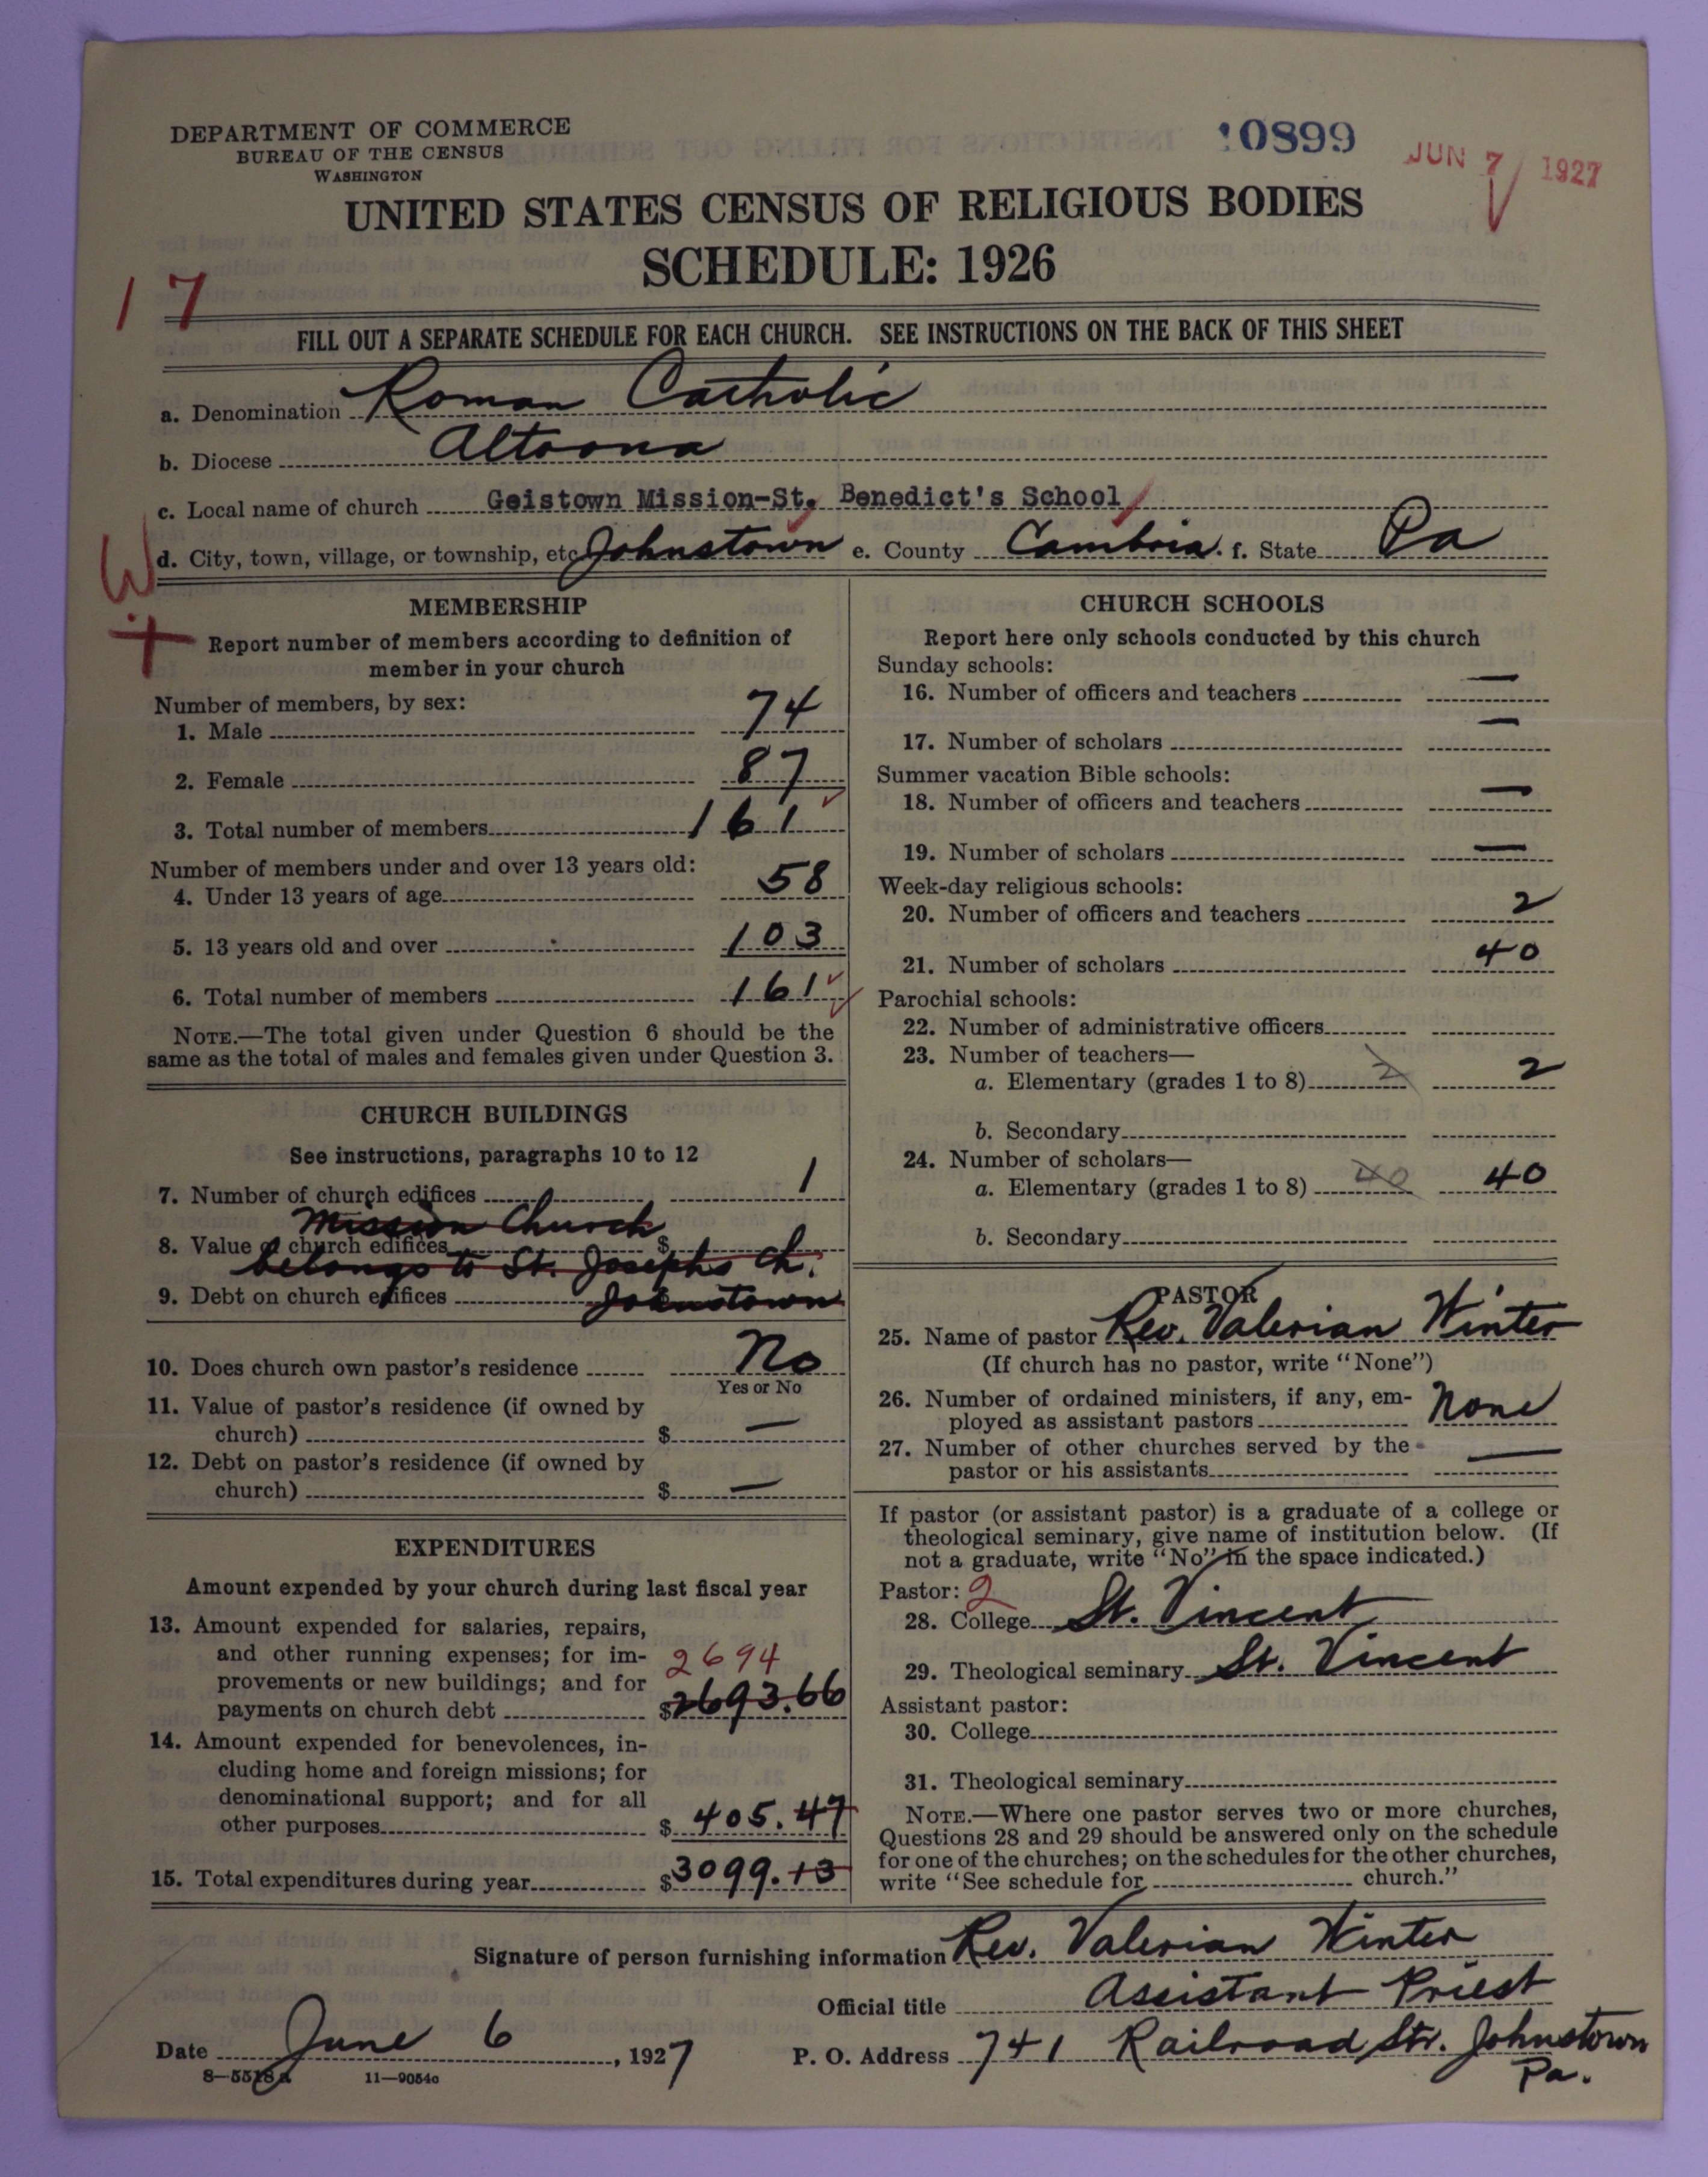 DEPARTMENT OF COMMERCE
BUREAU OF THE CENSUS
WASHINGTON
10899
JUN 7 1927
UNITED STATES CENSUS OF RELIGIOUS BODIES
SCHEDULE: 1926
17
FILL OUT A SEPARATE SCHEDULE FOR EACH CHURCH. SEE INSTRUCTIONS ON THE BACK OF THIS SHEET
a. Denomination Roman Catholic
b. Diocese Altoona
c. Local name of church Geistown Mission-St. Benedict's School
d. City, town, village, or township, etc Johnstown e. County Cambria. f. State Pa
W
MEMBERSHIP
Report number of members according to definition of
member in your church
Number of members, by sex:
1. Male 74
2. Female 87
3. Total number of members 161
Number of members under and over 13 years old:
4. Under 13 years of age 58
5. 13 years old and over 103
6. Total number of members 161
NOTE.—The total given under Question 6 should be the
same as the total of males and females given under Question 3.
CHURCH BUILDINGS
See instructions, paragraphs 10 to 12
7. Number of church edifices 1
Mission Church
8. Value of church edifices $
belongs to St. Josephs Ch.
9. Debt on church edifices Johnstown
10. Does church own pastor's residence No
Yes or No
11. Value of pastor's residence (if owned by
church) $ —
12. Debt on pastor's residence (if owned by
church) $ —
EXPENDITURES
Amount expended by your church during last fiscal year
13. Amount expended for salaries, repairs,
and other running expenses; for im-
2694
provements or new buildings; and for
payments on church debt $2693.66
14. Amount expended for benevolences, in-
cluding home and foreign missions; for
denominational support; and for all
other purposes $ 405.47
15. Total expenditures during year $3099.13
CHURCH SCHOOLS
Report here only schools conducted by this church
Sunday schools:
16. Number of officers and teachers —
17. Number of scholars —
Summer vacation Bible schools:
18. Number of officers and teachers —
19. Number of scholars —
Week-day religious schools:
20. Number of officers and teachers 2
21. Number of scholars 40
Parochial schools:
22. Number of administrative officers
23. Number of teachers—
a. Elementary (grades 1 to 8) 2 2
b. Secondary
24. Number of scholars—
a. Elementary (grades 1 to 8) 40 40
b. Secondary
PASTOR
25. Name of pastor Rev. Valerian Winter
(If church has no pastor, write "None")
26. Number of ordained ministers, if any, em-
ployed as assistant pastors None
27. Number of other churches served by the
pastor or his assistants —
If pastor (or assistant pastor) is a graduate of a college or
theological seminary, give name of institution below. (If
not a graduate, write "No" in the space indicated.)
Pastor: 2
28. College St. Vincent
29. Theological seminary St. Vincent
Assistant pastor:
30. College
31. Theological seminary
NOTE.—Where one pastor serves two or more churches,
Questions 28 and 29 should be answered only on the schedule
for one of the churches; on the schedules for the other churches,
write "See schedule for church."
Signature of person furnishing information Rev. Valerian Winter
Official title Assistant Priest
Date June 6, 1927
P. O. Address 741 Railroad Str. Johnstown
Pa.
8—5518a 11—9054c